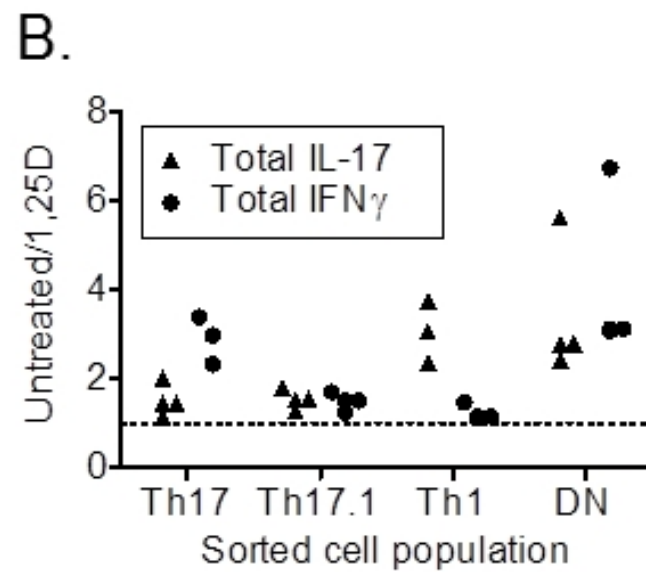 B.
8
6
4
2
0
Untreated/1,25D
Total IL-17
Total IFNγ
Th17 Th17.1 Th1 DN
Sorted cell population